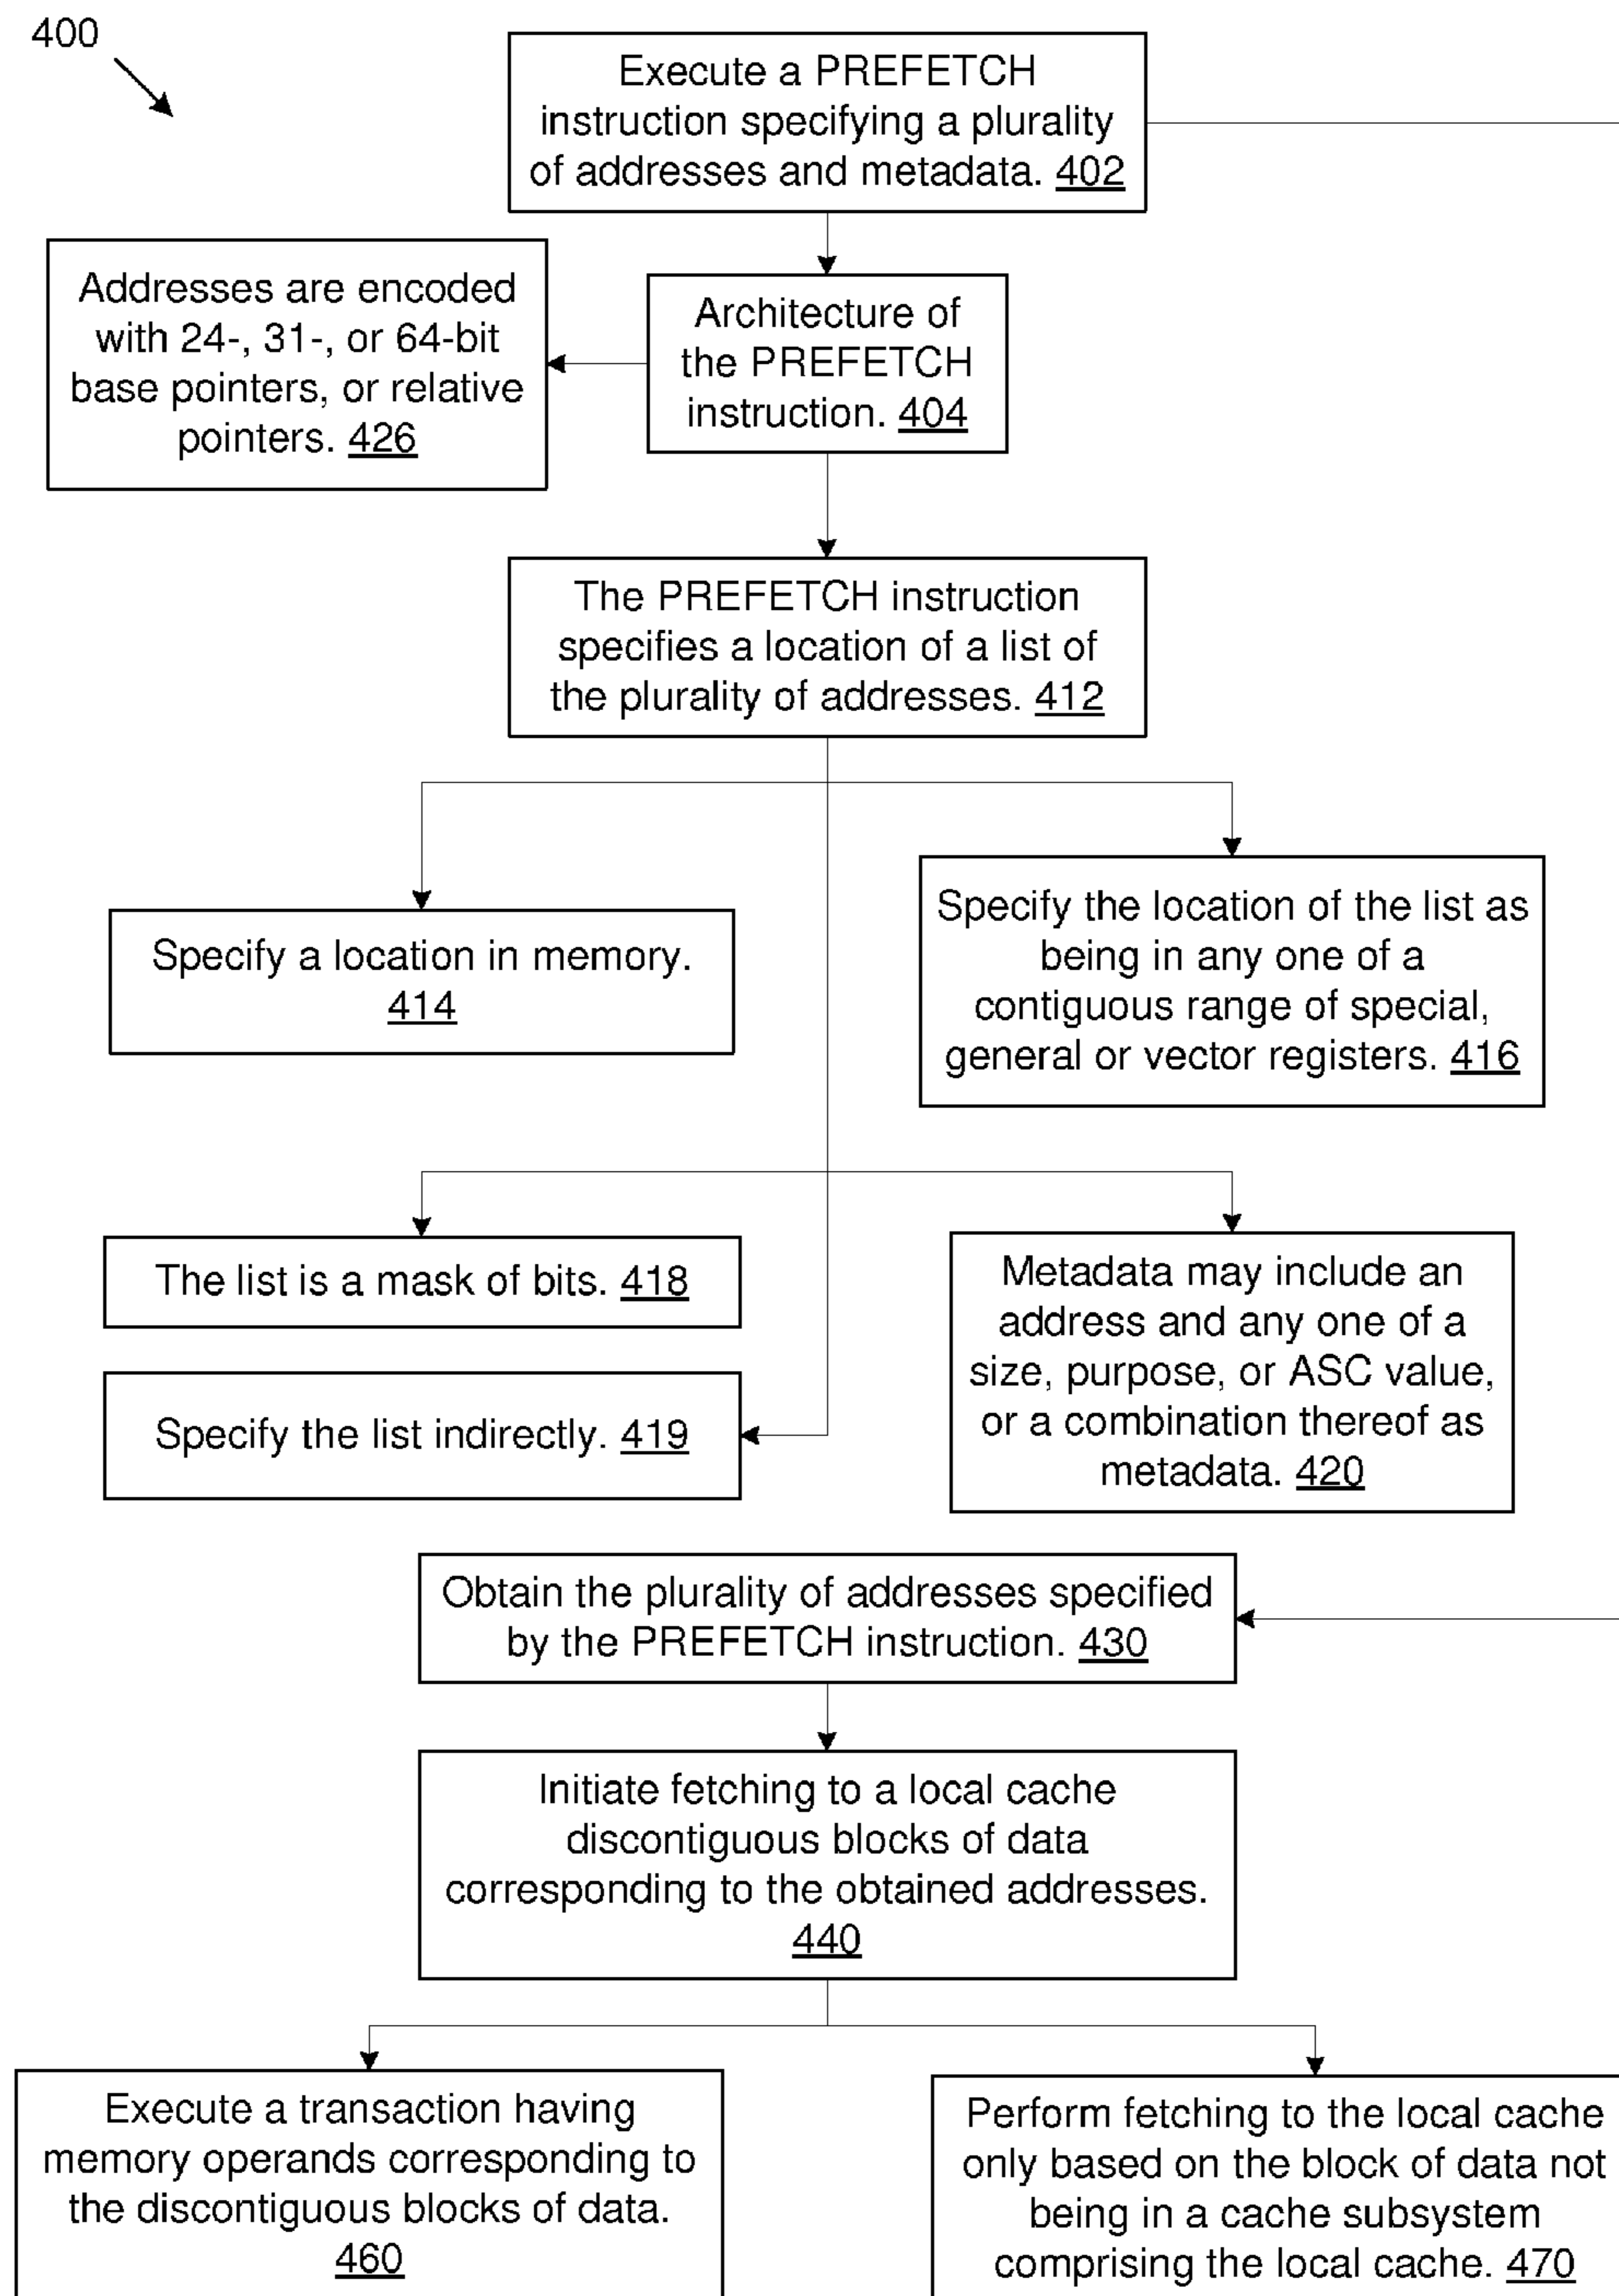 400
Execute a PREFETCH
instruction specifying a plurality
of addresses and metadata. 402
Addresses are encoded
with 24-, 31-, or 64-bit
base pointers, or relative
pointers. 426
Architecture of
the PREFETCH
instruction. 404
The PREFETCH instruction
specifies a location of a list of
the plurality of addresses. 412
Specify a location in memory.
414
Specify the location of the list as
being in any one of a
contiguous range of special,
general or vector registers. 416
The list is a mask of bits. 418
Specify the list indirectly. 419
Metadata may include an
address and any one of a
size, purpose, or ASC value,
or a combination thereof as
metadata. 420
Obtain the plurality of addresses specified
by the PREFETCH instruction. 430
Initiate fetching to a local cache
discontiguous blocks of data
corresponding to the obtained addresses.
440
Execute a transaction having
memory operands corresponding to
the discontiguous blocks of data.
460
Perform fetching to the local cache
only based on the block of data not
being in a cache subsystem
comprising the local cache. 470